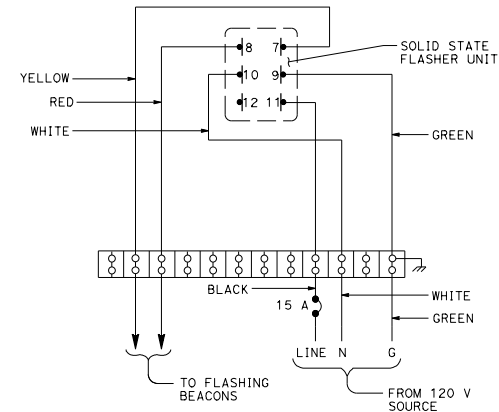 8 7
SOLID STATE
FLASHER UNIT
YELLOW
10 9
RED
12 11
WHITE
GREEN
BLACK
WHITE
15 A
GREEN
LINE N G
TO FLASHING
BEACONS
FROM 120 V
SOURCE